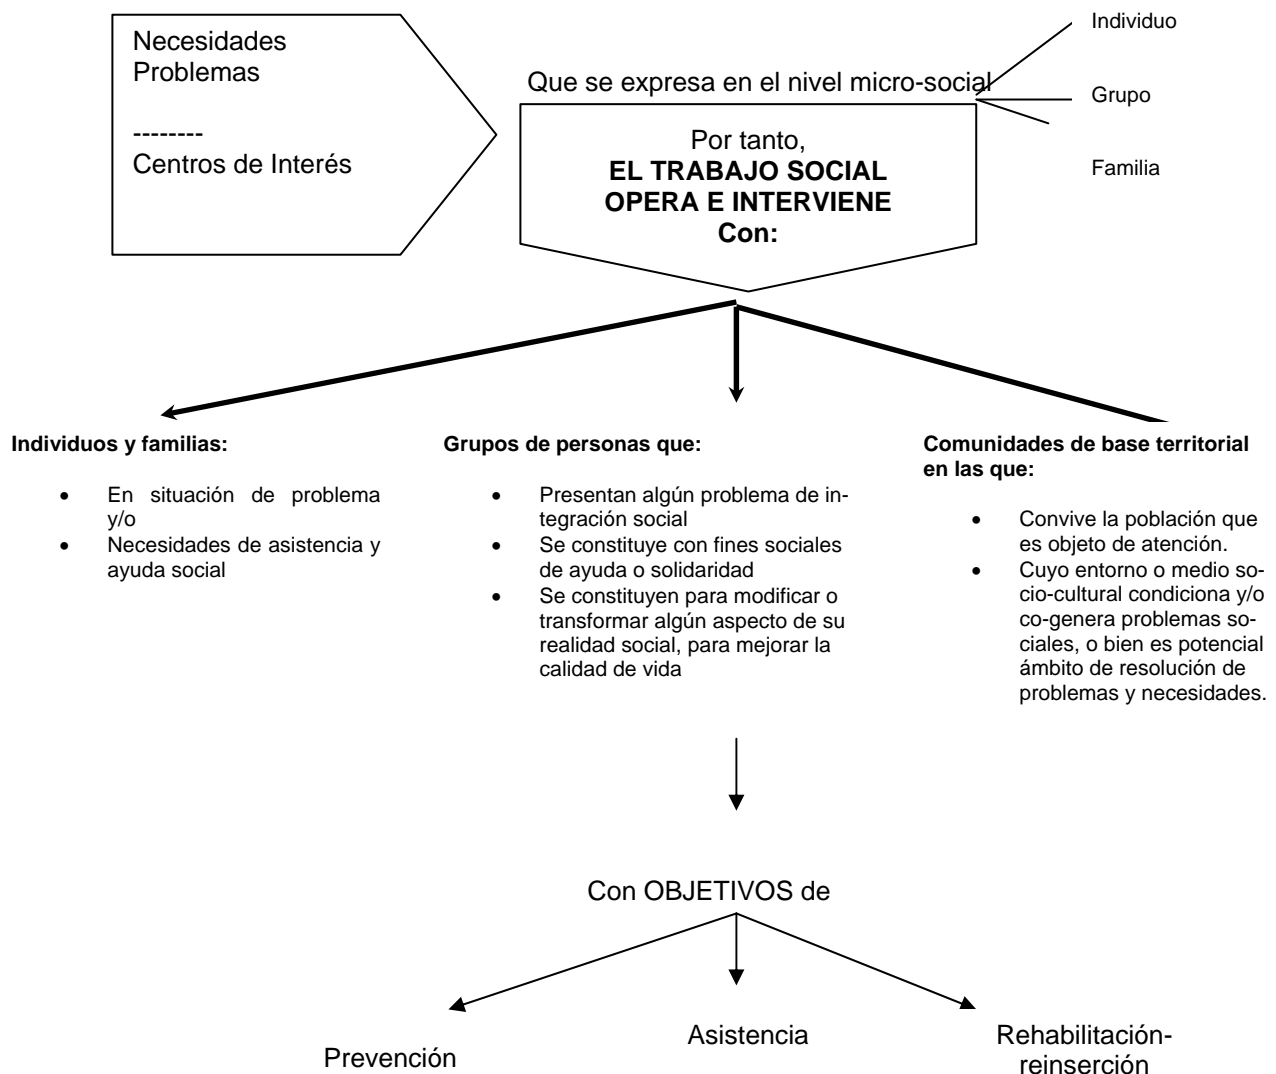 Necesidades
Problemas
--------
Centros de Interés
Que se expresa en el nivel micro-social
Individuo
Grupo
Familia
Por tanto,
EL TRABAJO SOCIAL
OPERA E INTERVIENE
Con:
Individuos y familias:
• En situación de problema
y/o
• Necesidades de asistencia y
ayuda social
Grupos de personas que:
• Presentan algún problema de in-
tegración social
• Se constituye con fines sociales
de ayuda o solidaridad
• Se constituyen para modificar o
transformar algún aspecto de su
realidad social, para mejorar la
calidad de vida
Comunidades de base territorial
en las que:
• Convive la población que
es objeto de atención.
• Cuyo entorno o medio so-
cio-cultural condiciona y/o
co-genera problemas so-
ciales, o bien es potencial
ámbito de resolución de
problemas y necesidades.
Con OBJETIVOS de
Prevención
Asistencia
Rehabilitación-
reinserción